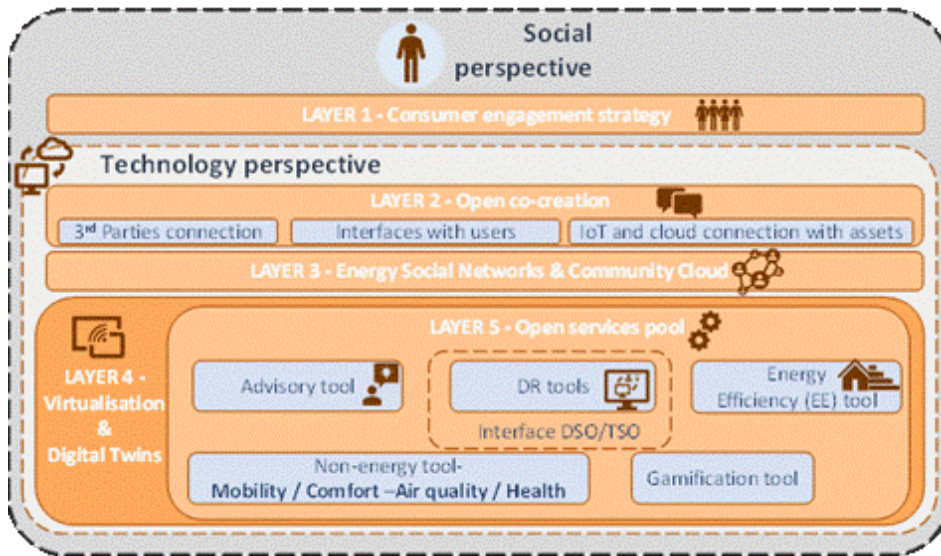 Social
perspective
LAYER 1 - Consumer engagement strategy
Technology perspective
LAYER 2 - Open co-creation
3rd Parties connection
Interfaces with users
IoT and cloud connection with assets
LAYER 3 - Energy Social Networks & Community Cloud
LAYER 4 -
Virtualisation
&
Digital Twins
LAYER 5 - Open services pool
Advisory tool
DR tools
Interface DSO/TSO
Energy
Efficiency (EE) tool
Non-energy tool-
Mobility / Comfort –Air quality / Health
Gamification tool